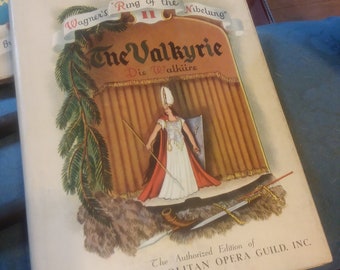 Wagner's "Ring of the Nibelung"
II
The Valkyrie
Die Walküre
The Authorized Edition of
OPERA GUILD, INC.